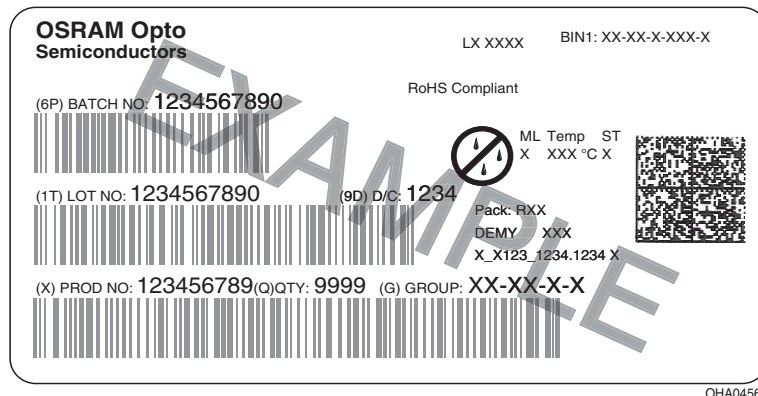 OSRAM Opto
Semiconductors
LX XXXX
BIN1: XX-XX-X-XXX-X
RoHS Compliant
(6P) BATCH NO: 1234567890
ML Temp ST
X XXX °C X
(1T) LOT NO: 1234567890 (9D) D/C: 1234
Pack: RXX
DEMY XXX
X_X123_1234.1234 X
(X) PROD NO: 123456789(Q)QTY: 9999 (G) GROUP: XX-XX-X-X
EXAMPLE
OHA0456